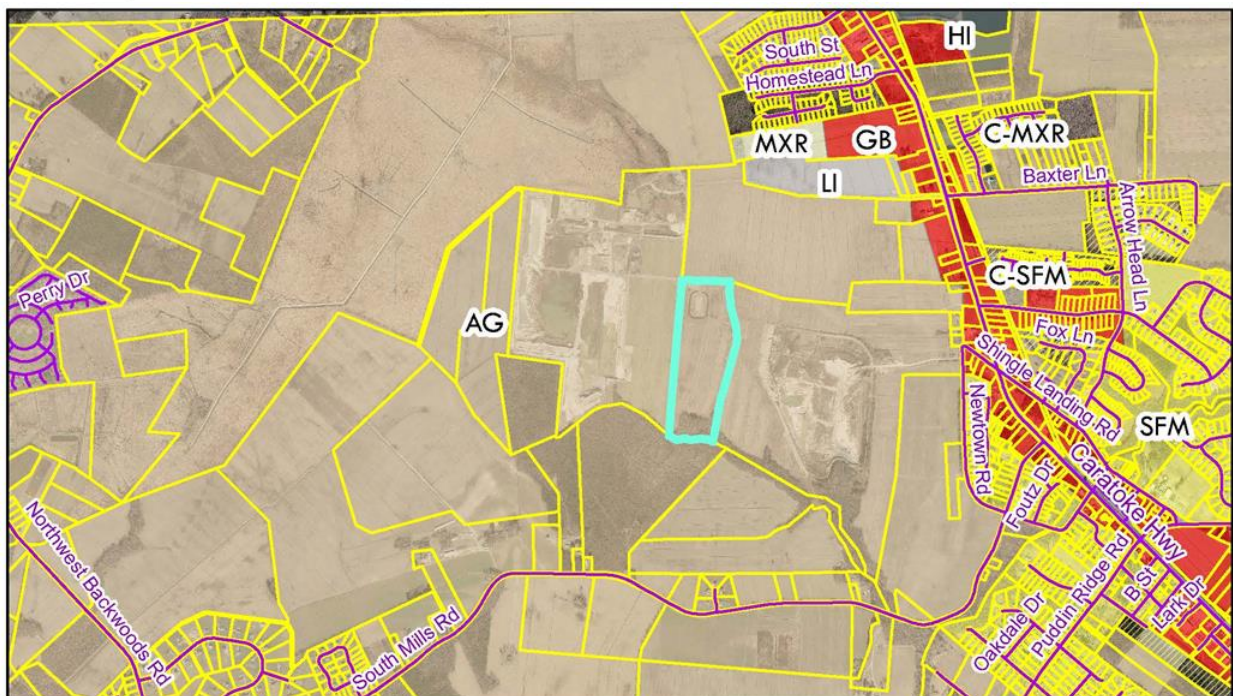 HI
South St
Homestead Ln
MXR
GB
C-MXR
LI
Baxter Ln
Arrow Head Ln
C-SFM
Perry Dr
AG
Fox Ln
Shingle Landing Rd
Newtown Rd
SFM
Caratoke Hwy
Foutz Dr
Northwest Backwoods Rd
Puddin Ridge Rd
B St
Lark Dr
Oakdale Dr
South Mills Rd